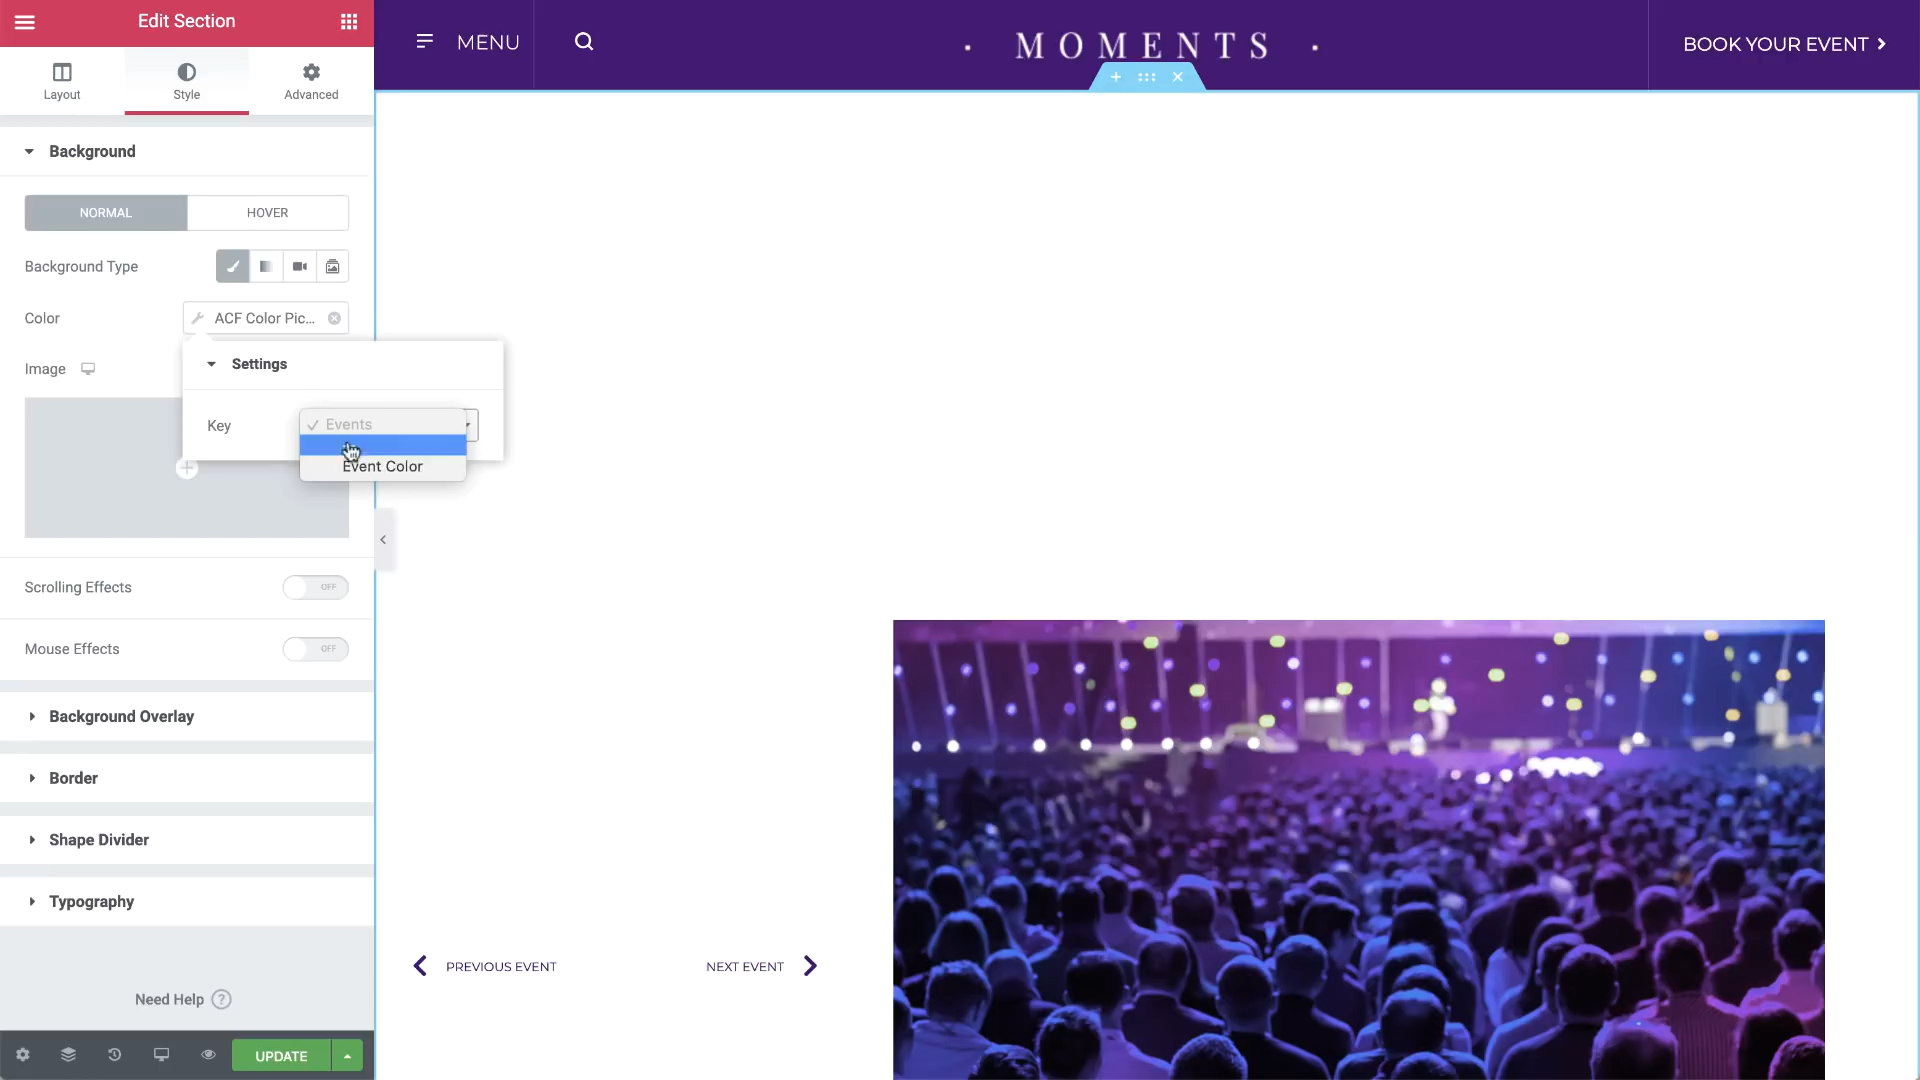 Edit Section
MENU
MOMENTS
BOOK YOUR EVENT
Layout
Style
Advanced
Background
NORMAL
HOVER
Background Type
Color
ACF Color Pic...
Image
Settings
Key
Events
Event Color
Scrolling Effects
OFF
Mouse Effects
OFF
Background Overlay
Border
Shape Divider
Typography
PREVIOUS EVENT
NEXT EVENT
Need Help ?
UPDATE